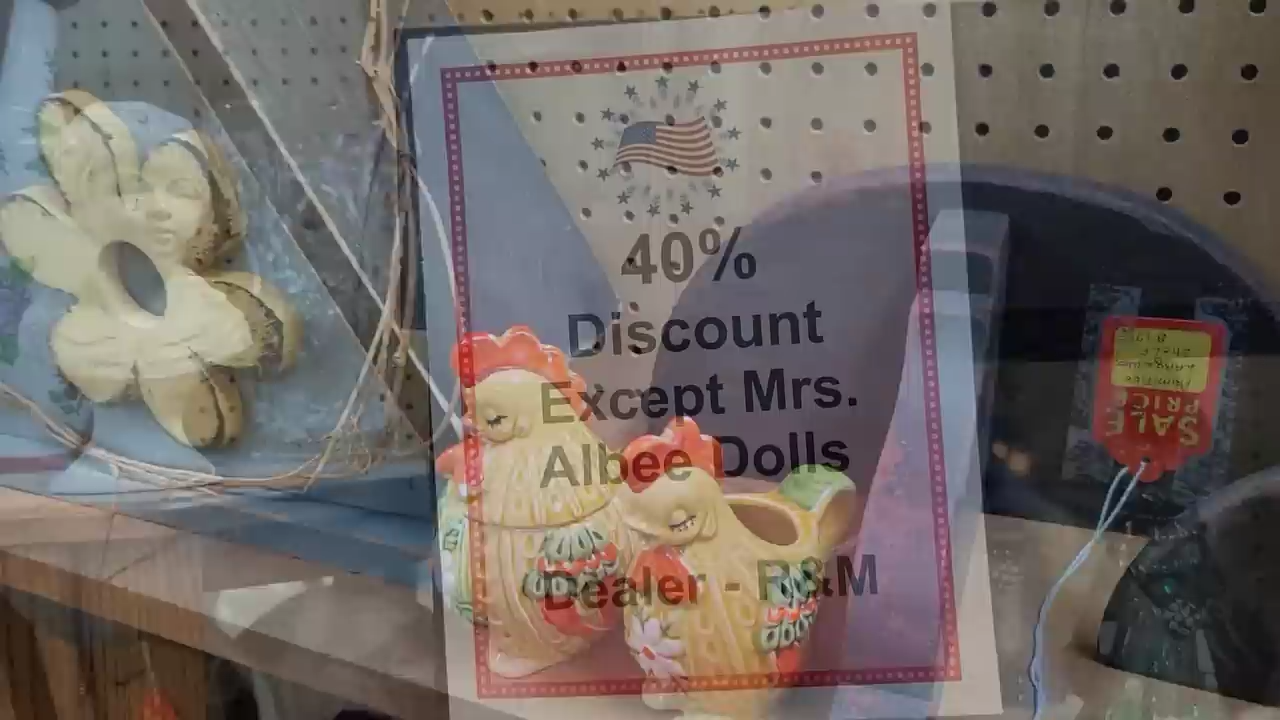 40%
Discount
Except Mrs.
Albee Dolls
Dealer - R&M
SALE
PRICE